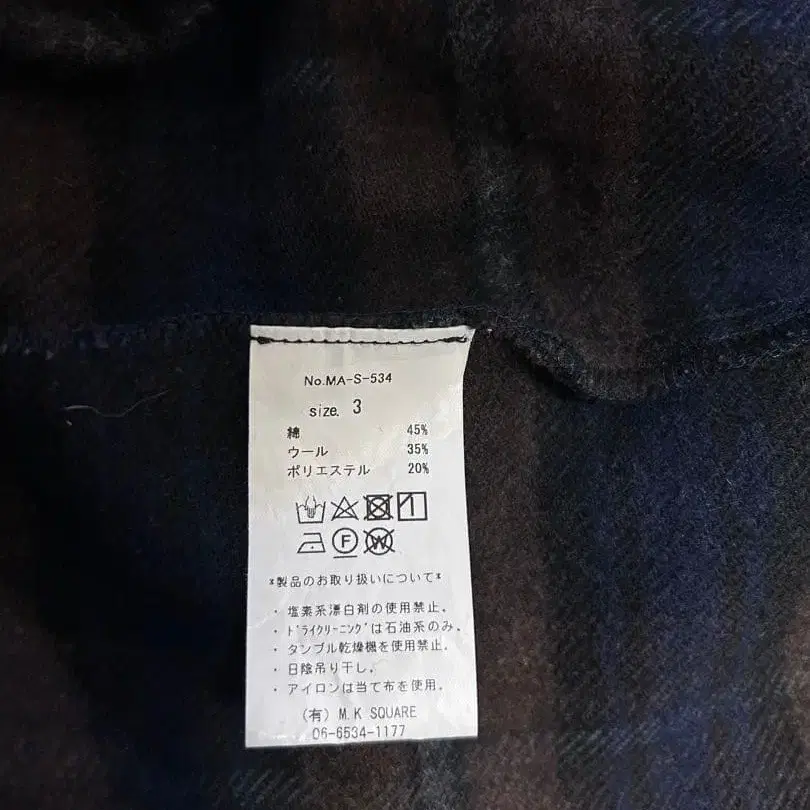 No.MA-S-534
size. 3
綿 45%
ウール 35%
ポリエステル 20%
F W
*製品のお取り扱いについて*
・塩素系漂白剤の使用禁止。
・ﾄﾞﾗｲｸﾘｰﾆﾝｸﾞは石油系のみ。
・タンブル乾燥機を使用禁止。
・日陰吊り干し。
・アイロンは当て布を使用。
(有) M.K SQUARE
06-6534-1177